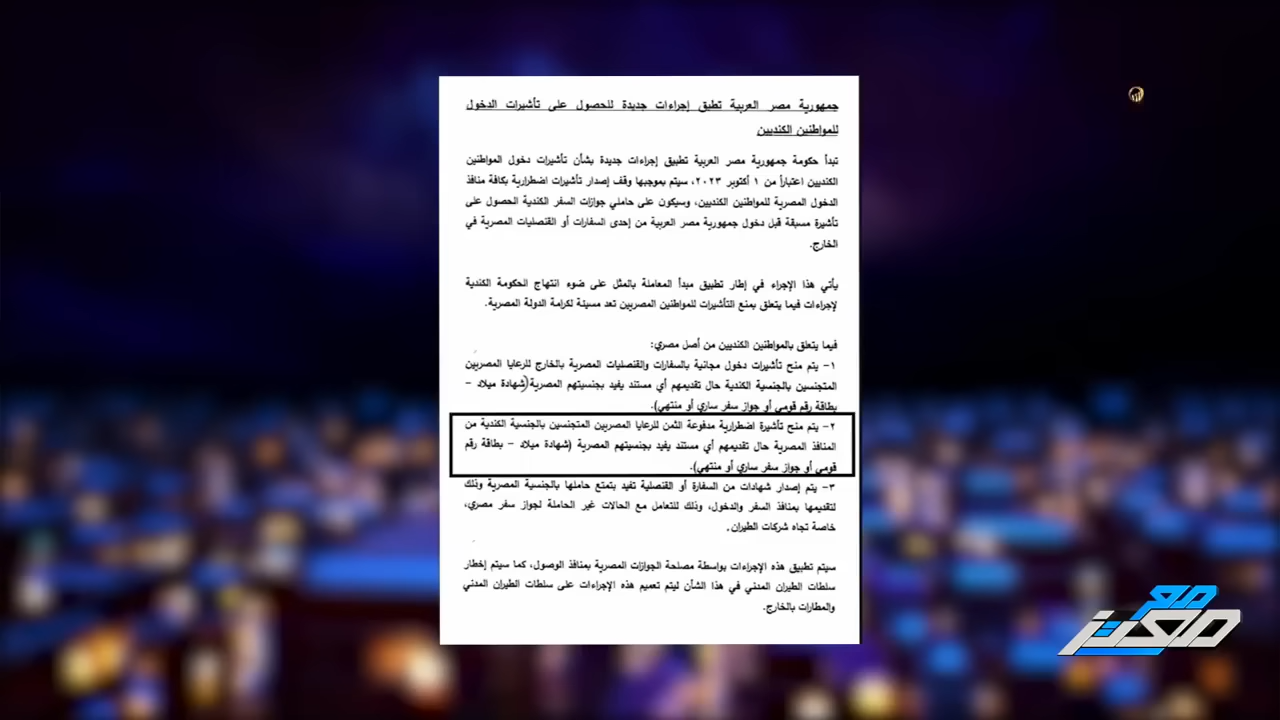 جمهورية مصر العربية تطبق إجراءات جديدة للحصول على تأشيرات الدخول
للمواطنين الكنديين
تبدأ حكومة جمهورية مصر العربية تطبيق إجراءات جديدة بشأن تأشيرات دخول المواطنين
الكنديين اعتباراً من ١ أكتوبر ٢٠٢٣، سيتم بموجبها وقف إصدار تأشيرات اضطرارية بكافة منافذ
الدخول المصرية للمواطنين الكنديين، وسيكون على حاملي جوازات السفر الكندية الحصول على
تأشيرة مسبقة قبل دخول جمهورية مصر العربية من إحدى السفارات أو القنصليات المصرية في
الخارج.
يأتي هذا الإجراء في إطار تطبيق مبدأ المعاملة بالمثل على ضوء انتهاج الحكومة الكندية
لإجراءات فيما يتعلق بمنع التأشيرات للمواطنين المصريين تعد مسيئة لكرامة الدولة المصرية.
فيما يتعلق بالمواطنين الكنديين من أصل مصري:
١- يتم منح تأشيرات دخول مجانية بالسفارات والقنصليات المصرية بالخارج للرعايا المصريين
المتجنسين بالجنسية الكندية حال تقديمهم أي مستند يفيد بجنسيتهم المصرية (شهادة ميلاد –
بطاقة رقم قومي أو جواز سفر ساري أو منتهي).
٢- يتم منح تأشيرة اضطرارية مدفوعة الثمن للرعايا المصريين المتجنسين بالجنسية الكندية من
المنافذ المصرية حال تقديمهم أي مستند يفيد بجنسيتهم المصرية (شهادة ميلاد – بطاقة رقم
قومي أو جواز سفر ساري أو منتهي).
٣- يتم إصدار شهادات من السفارة أو القنصلية تفيد بتمتع حاملها بالجنسية المصرية وذلك
لتقديمها بمنافذ السفر والدخول، وذلك للتعامل مع الحالات غير الحاملة لجواز سفر مصري،
خاصة تجاه شركات الطيران.
سيتم تطبيق هذه الإجراءات بواسطة مصلحة الجوازات المصرية بمنافذ الوصول، كما سيتم إخطار
سلطات الطيران المدني في هذا الشأن ليتم تعميم هذه الإجراءات على سلطات الطيران المدني
والمطارات بالخارج.
مع
معتز